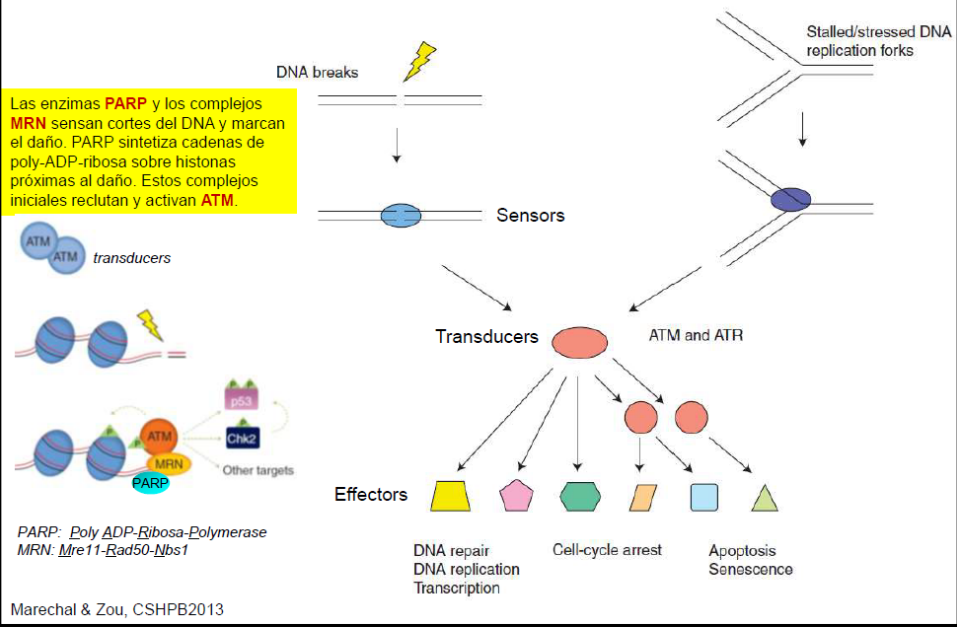 DNA breaks
Stalled/stressed DNA
replication forks
Las enzimas PARP y los complejos
MRN sensan cortes del DNA y marcan
el daño. PARP sintetiza cadenas de
poly-ADP-ribosa sobre histonas
próximas al daño. Estos complejos
iniciales reclutan y activan ATM.
Sensors
ATM
ATM
transducers
Transducers
ATM and ATR
P P
p53
P
Chk2
P
P
ATM
MRN
PARP
Other targets
Effectors
DNA repair
DNA replication
Transcription
Cell-cycle arrest
Apoptosis
Senescence
PARP: Poly ADP-Ribosa-Polymerase
MRN: Mre11-Rad50-Nbs1
Marechal & Zou, CSHPB2013